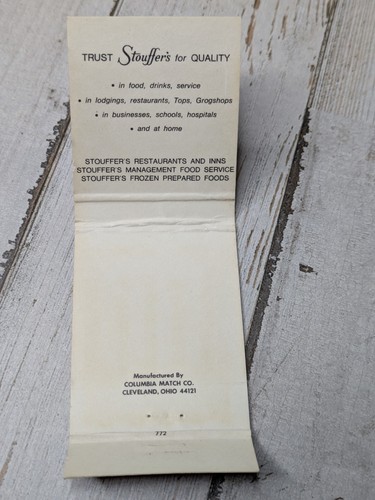 TRUST Stouffer's for QUALITY
• in food, drinks, service
• in lodgings, restaurants, Tops, Grogshops
• in businesses, schools, hospitals
• and at home
STOUFFER'S RESTAURANTS AND INNS
STOUFFER'S MANAGEMENT FOOD SERVICE
STOUFFER'S FROZEN PREPARED FOODS
Manufactured By
COLUMBIA MATCH CO.
CLEVELAND, OHIO 44121
772